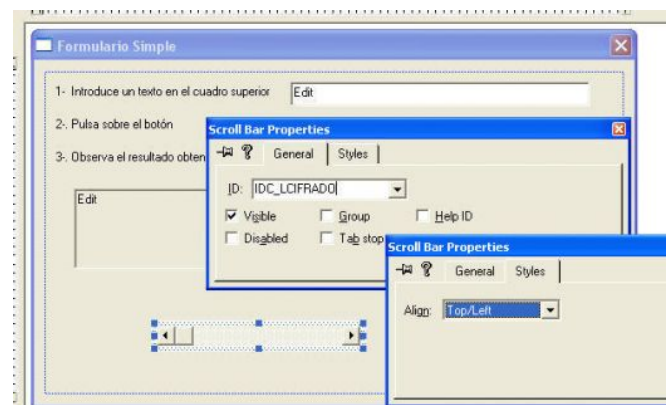 Formulario Simple
1- Introduce un texto en el cuadro superior
Edit
2-. Pulsa sobre el botón
3-. Observa el resultado obten
Edit
Scroll Bar Properties
General
Styles
ID:
IDC_LCIFRADO
Visible
Group
Help ID
Disabled
Tab stop
Scroll Bar Properties
General
Styles
Align:
Top/Left